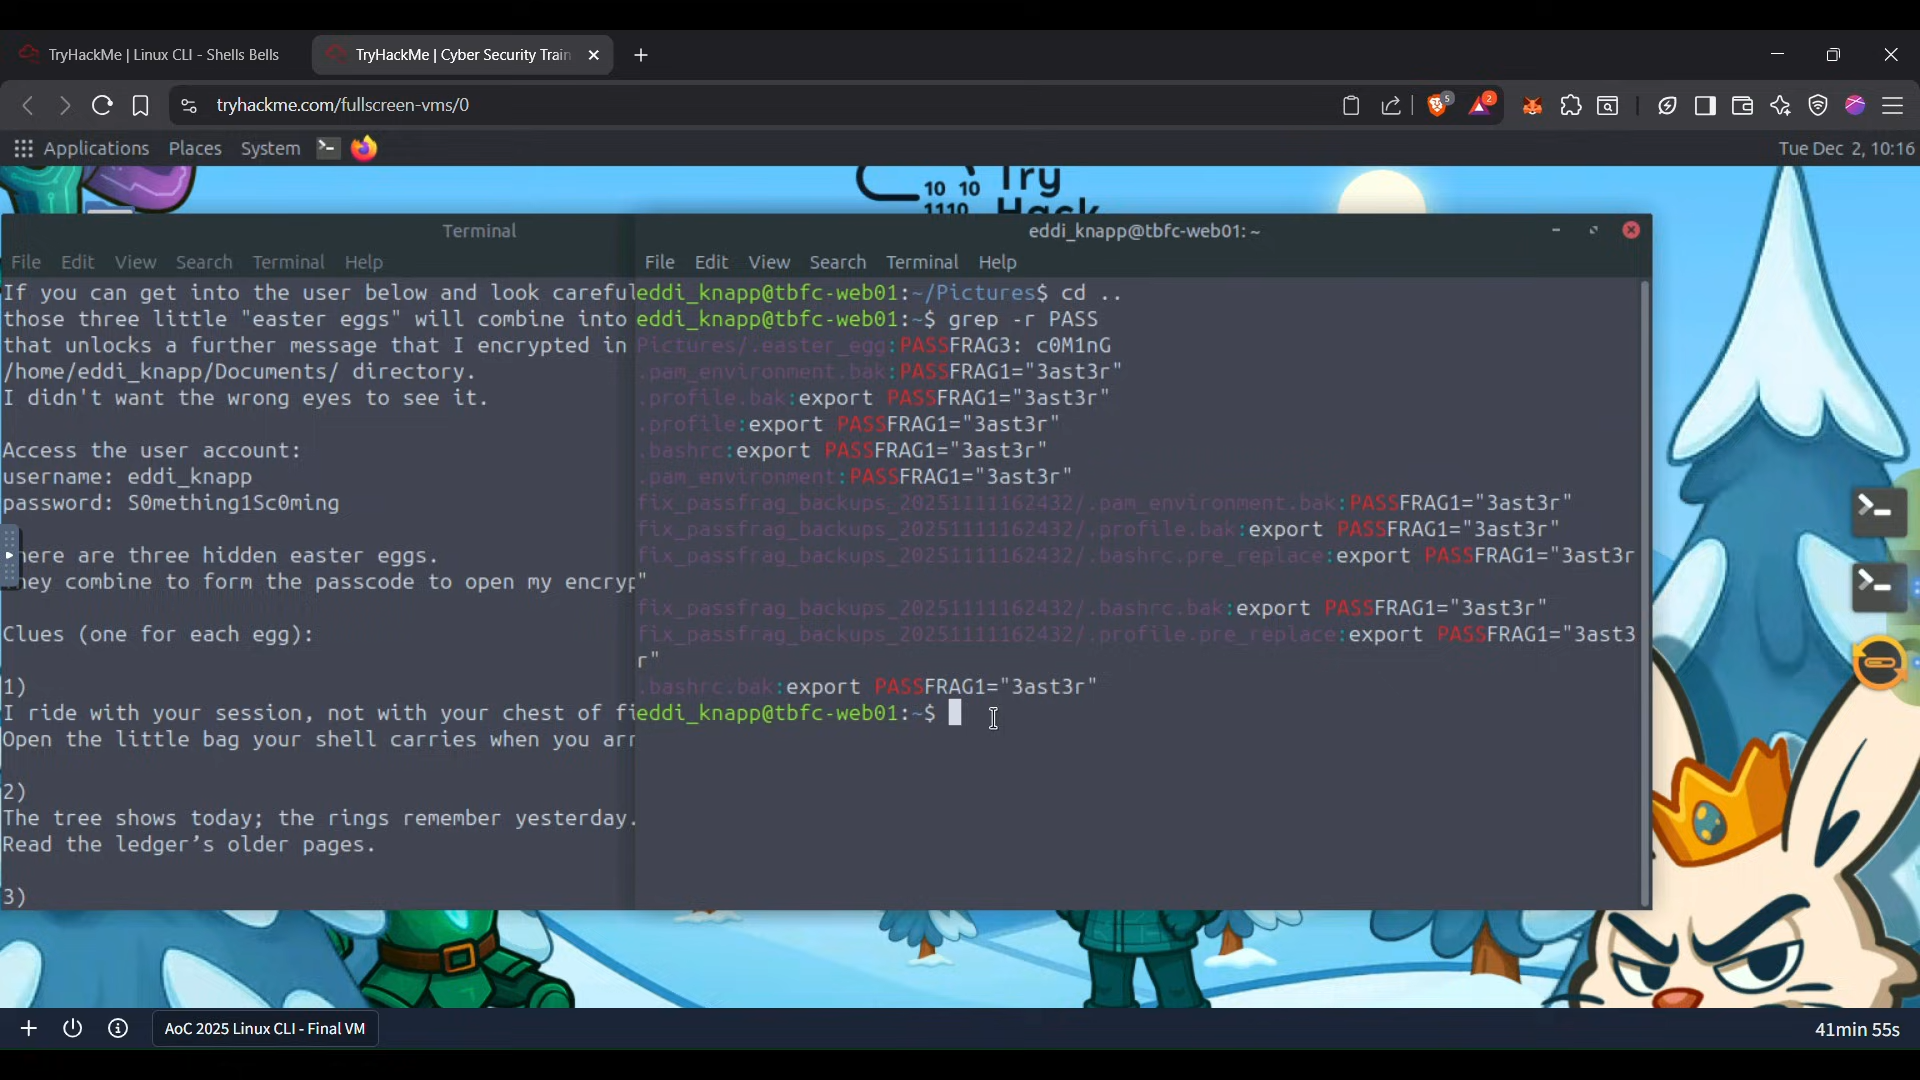 TryHackMe | Linux CLI - Shells Bells
TryHackMe | Cyber Security Train
tryhackme.com/fullscreen-vms/0
5
2
Applications Places System
Tue Dec 2, 10:16
Try
Hack
10 10
1110
Terminal
File Edit View Search Terminal Help
If you can get into the user below and look careful
those three little "easter eggs" will combine into
that unlocks a further message that I encrypted in
/home/eddi_knapp/Documents/ directory.
I didn't want the wrong eyes to see it.
Access the user account:
username: eddi_knapp
password: S0mething1Sc0ming
here are three hidden easter eggs.
hey combine to form the passcode to open my encryp
Clues (one for each egg):
1)
I ride with your session, not with your chest of fi
Open the little bag your shell carries when you arr
2)
The tree shows today; the rings remember yesterday.
Read the ledger’s older pages.
3)
eddi_knapp@tbfc-web01: ~
File Edit View Search Terminal Help
eddi_knapp@tbfc-web01:~/Pictures$ cd ..
eddi_knapp@tbfc-web01:~$ grep -r PASS
Pictures/.easter_egg:PASSFRAG3: c0M1nG
.pam_environment.bak:PASSFRAG1="3ast3r"
.profile.bak:export PASSFRAG1="3ast3r"
.profile:export PASSFRAG1="3ast3r"
.bashrc:export PASSFRAG1="3ast3r"
.pam_environment:PASSFRAG1="3ast3r"
fix_passfrag_backups_20251111162432/.pam_environment.bak:PASSFRAG1="3ast3r"
fix_passfrag_backups_20251111162432/.profile.bak:export PASSFRAG1="3ast3r"
fix_passfrag_backups_20251111162432/.bashrc.pre_replace:export PASSFRAG1="3ast3r
"
fix_passfrag_backups_20251111162432/.bashrc.bak:export PASSFRAG1="3ast3r"
fix_passfrag_backups_20251111162432/.profile.pre_replace:export PASSFRAG1="3ast3
r"
.bashrc.bak:export PASSFRAG1="3ast3r"
eddi_knapp@tbfc-web01:~$
AoC 2025 Linux CLI - Final VM
41min 55s